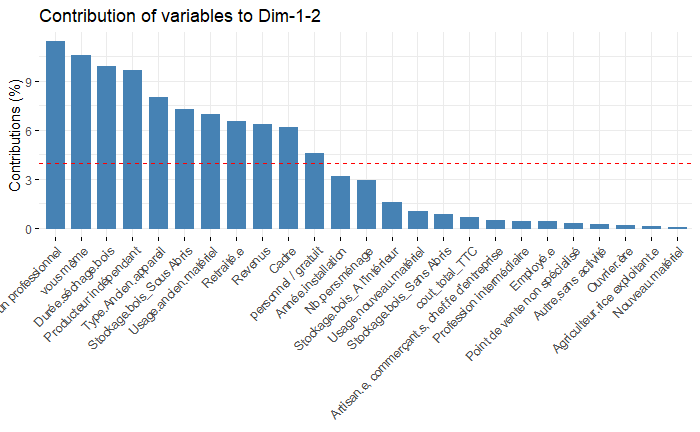 Contribution of variables to Dim-1-2
Contributions (%)
9
6
3
0
n professionnel
vous-même
Durée.séchage.bois
Producteur indépendant
Type.Ancien_appareil
Stockage.bois_Sous Abris
Usage.ancien.matériel
Retraité.e
Revenus
Cadre
personnel / gratuit
Année.installation
Nb.pers.ménage
Stockage.bois_A l'intérieur
Usage.nouveau.matériel
Stockage.bois_Sans Abris
cout_total_TTC
Artisan.e, commerçant.s, chef.fe d'entreprise
Profession intermédiaire
Employé.e
Point de vente non spécialisé
Autre.sans activité
Ouvrier.ère
Agriculteur.rice exploitant.e
Nouveau.matériel